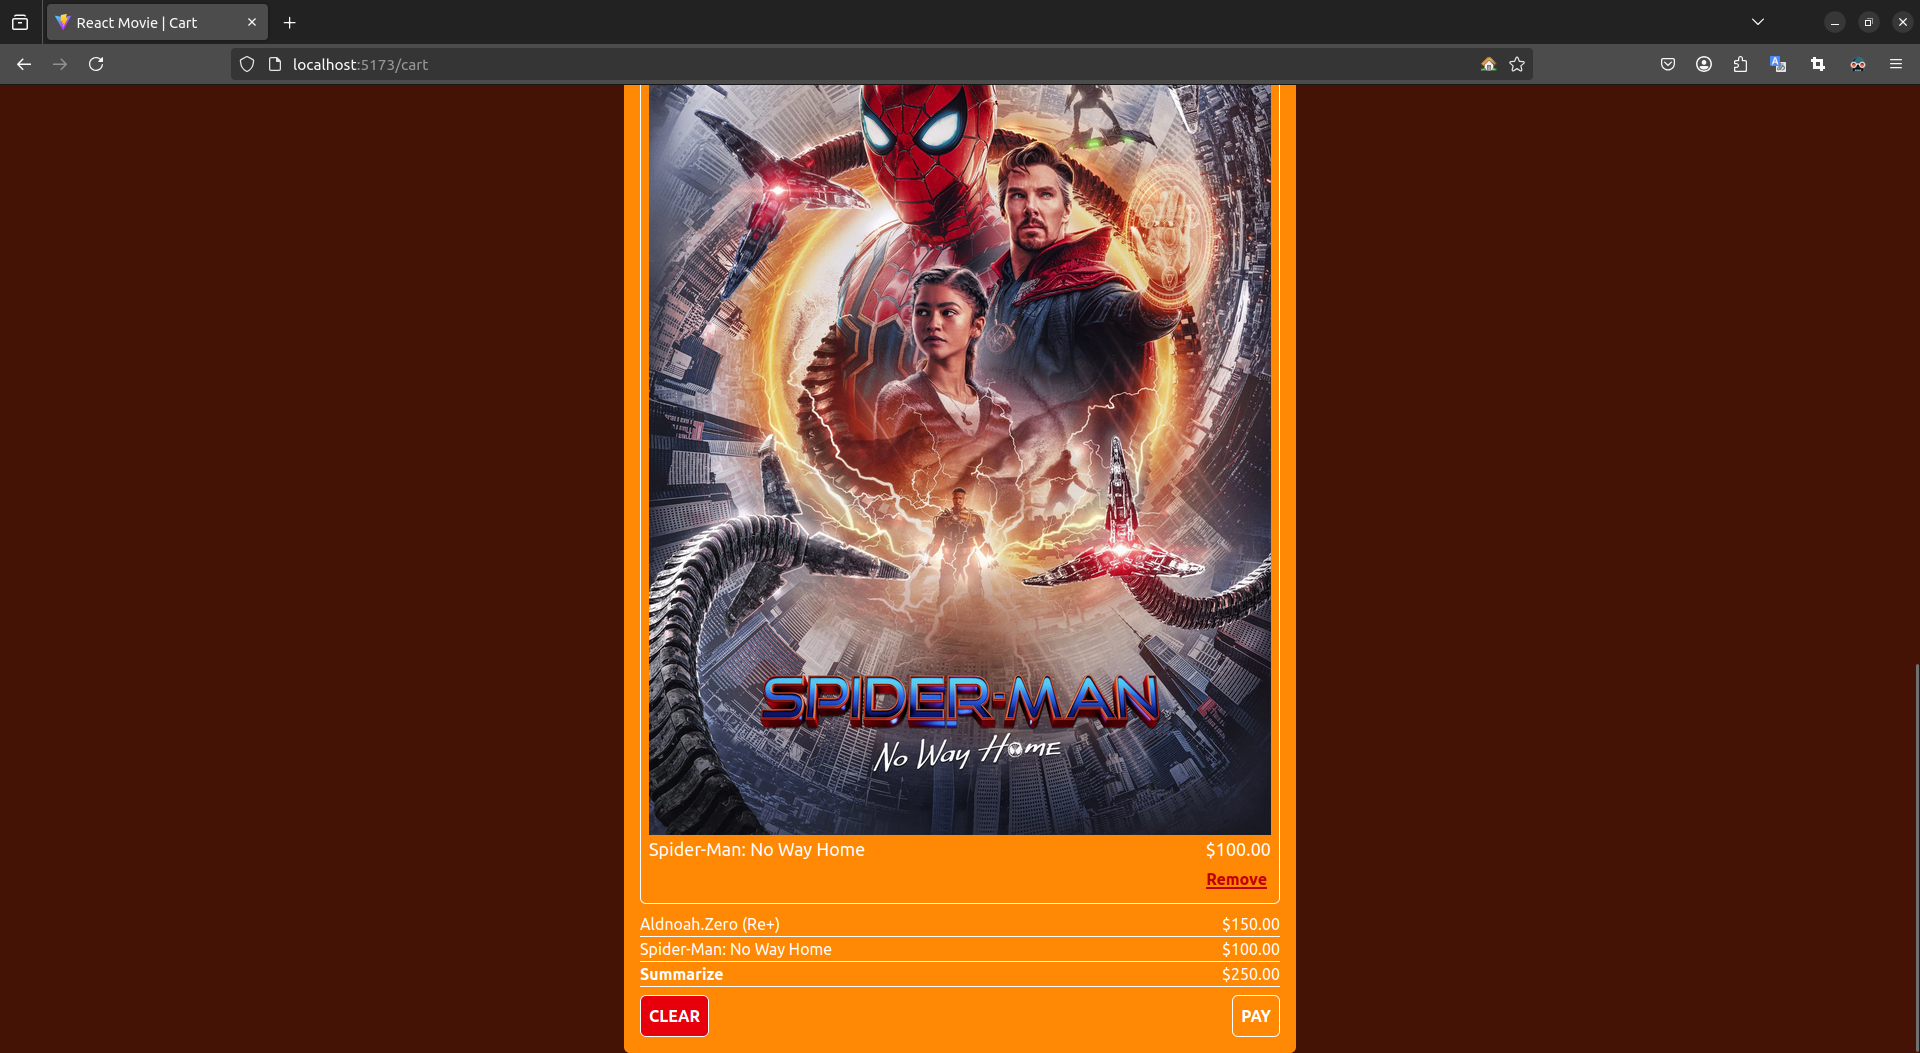 React Movie | Cart
localhost:5173/cart
SPIDER-MAN
No Way Home
Spider-Man: No Way Home $100.00
Remove
Aldnoah.Zero (Re+) $150.00
Spider-Man: No Way Home $100.00
Summarize $250.00
CLEAR PAY